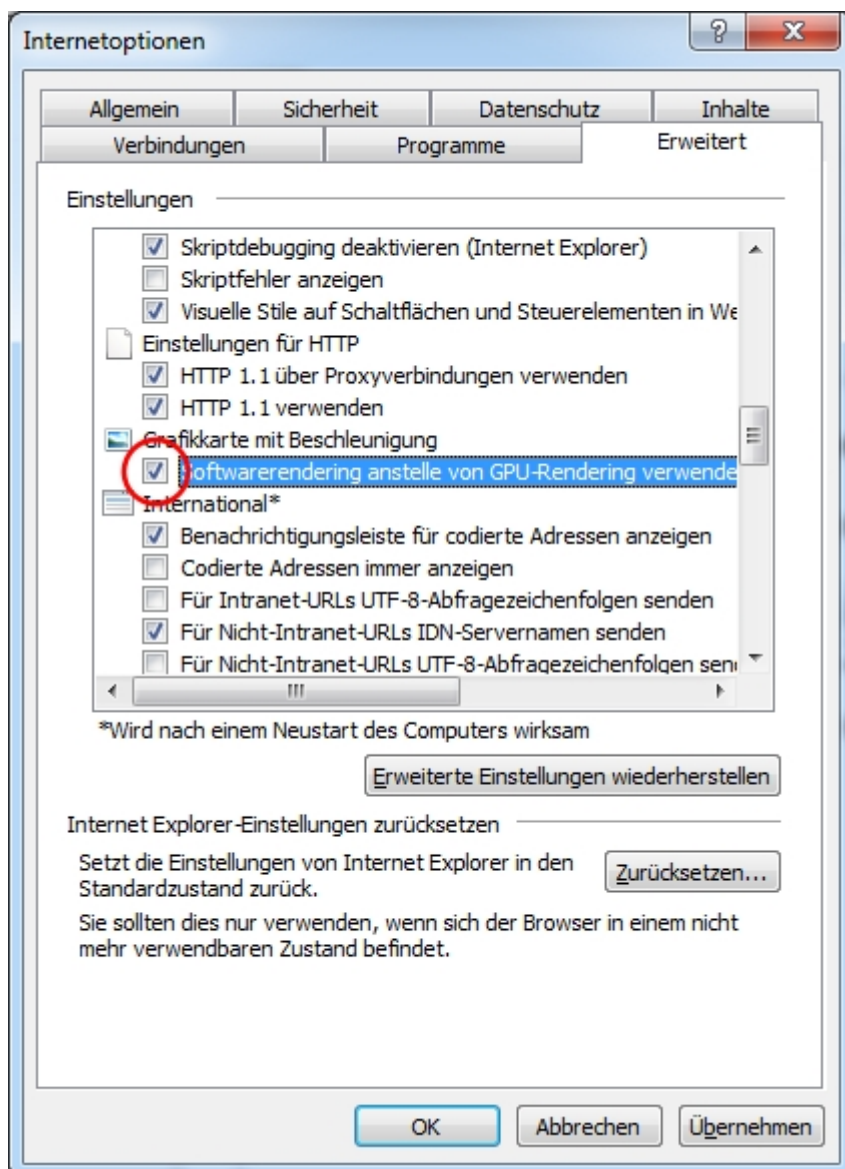 Internetoptionen
Allgemein Sicherheit Datenschutz Inhalte
Verbindungen Programme Erweitert
Einstellungen
Skriptdebugging deaktivieren (Internet Explorer)
Skriptfehler anzeigen
Visuelle Stile auf Schaltflächen und Steuerelementen in We
Einstellungen für HTTP
HTTP 1.1 über Proxyverbindungen verwenden
HTTP 1.1 verwenden
Grafikkarte mit Beschleunigung
Softwarerendering anstelle von GPU-Rendering verwende
International*
Benachrichtigungsleiste für codierte Adressen anzeigen
Codierte Adressen immer anzeigen
Für Intranet-URLs UTF-8-Abfragezeichenfolgen senden
Für Nicht-Intranet-URLs IDN-Servernamen senden
Für Nicht-Intranet-URLs UTF-8-Abfragezeichenfolgen sen
*Wird nach einem Neustart des Computers wirksam
Erweiterte Einstellungen wiederherstellen
Internet Explorer-Einstellungen zurücksetzen
Setzt die Einstellungen von Internet Explorer in den
Standardzustand zurück.
Zurücksetzen...
Sie sollten dies nur verwenden, wenn sich der Browser in einem nicht
mehr verwendbaren Zustand befindet.
OK Abbrechen Übernehmen